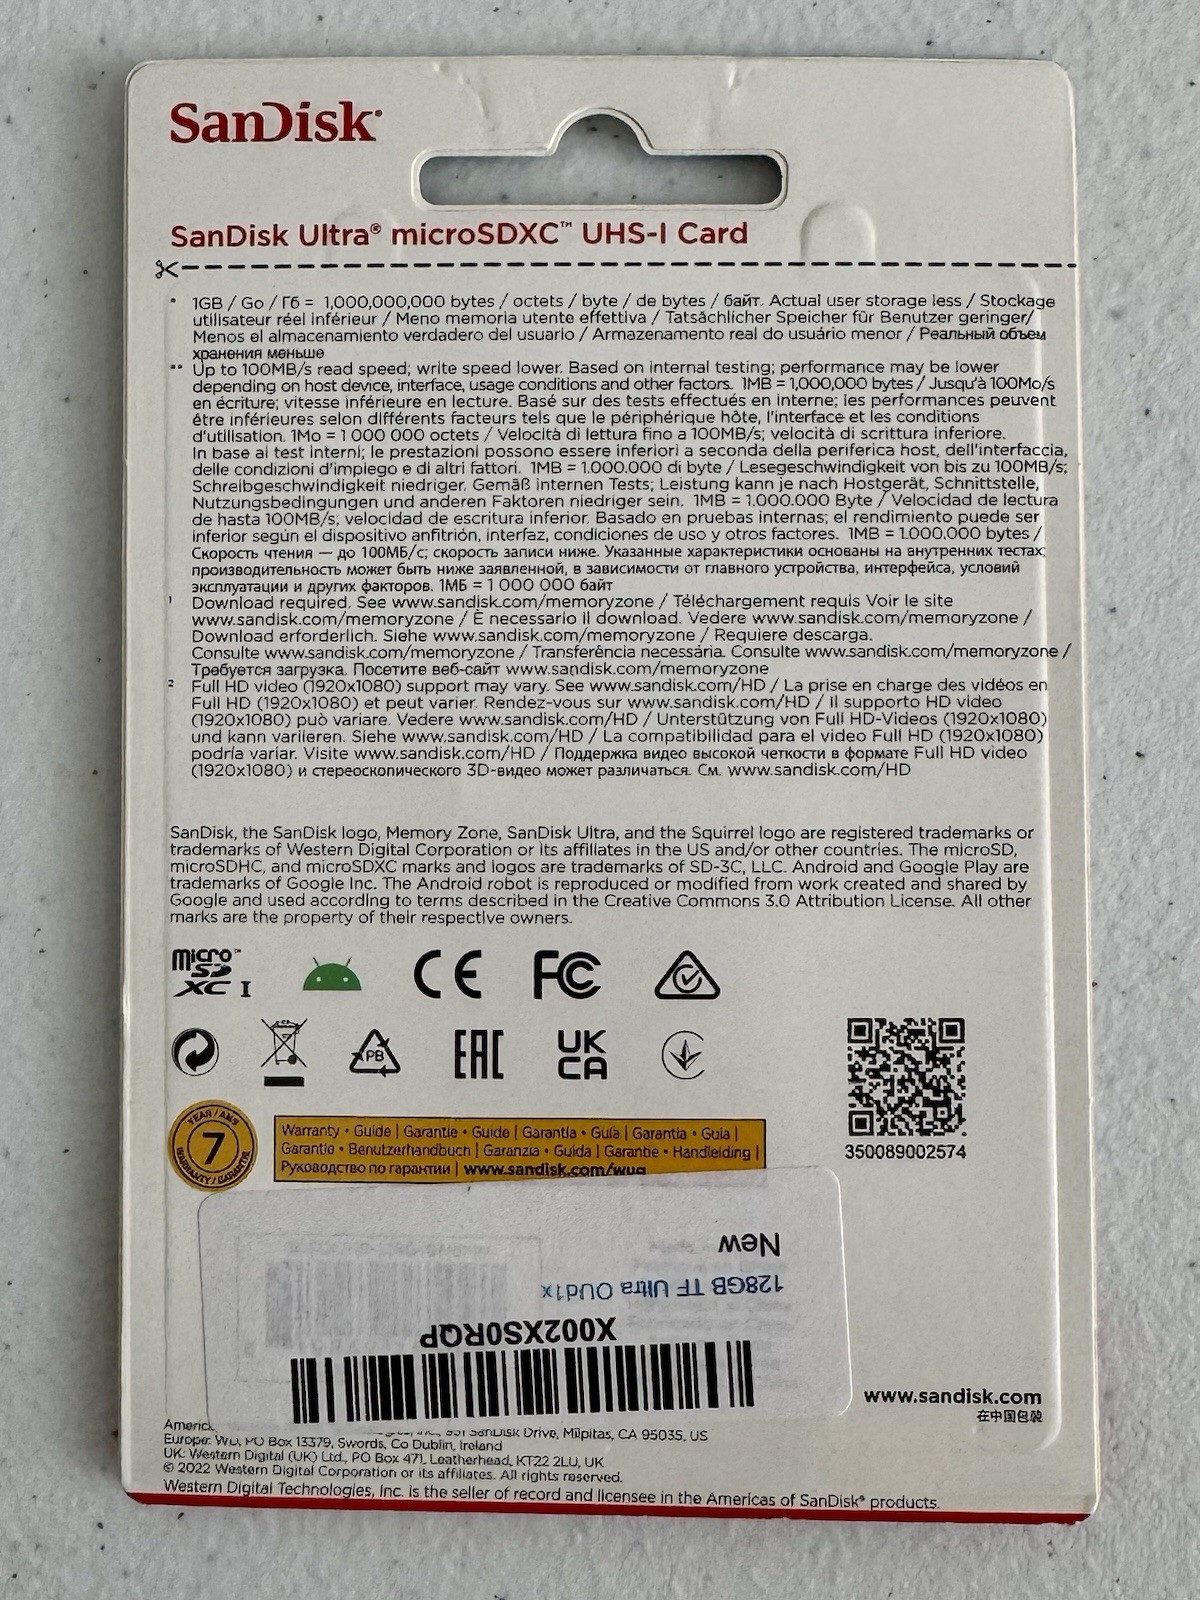 SanDisk®
SanDisk Ultra® microSDXC™ UHS-I Card
* 1GB / Go / Гб = 1,000,000,000 bytes / octets / byte / de bytes / байт. Actual user storage less / Stockage
utilisateur réel inférieur / Meno memoria utente effettiva / Tatsächlicher Speicher für Benutzer geringer/
Menos el almacenamiento verdadero del usuario / Armazenamento real do usuário menor / Реальный объем
хранения меньше
** Up to 100MB/s read speed; write speed lower. Based on internal testing; performance may be lower
depending on host device, interface, usage conditions and other factors. 1MB = 1,000,000 bytes / Jusqu'à 100Mo/s
en écriture; vitesse inférieure en lecture. Basé sur des tests effectués en interne; les performances peuvent
être inférieures selon différents facteurs tels que le périphérique hôte, l'interface et les conditions
d'utilisation. 1Mo = 1 000 000 octets / Velocità di lettura fino a 100MB/s; velocità di scrittura inferiore.
In base ai test interni; le prestazioni possono essere inferiori a seconda della periferica host, dell'interfaccia,
delle condizioni d'impiego e di altri fattori. 1MB = 1.000.000 di byte / Lesegeschwindigkeit von bis zu 100MB/s;
Schreibgeschwindigkeit niedriger. Gemäß internen Tests; Leistung kann je nach Hostgerät, Schnittstelle,
Nutzungsbedingungen und anderen Faktoren niedriger sein. 1MB = 1.000.000 Byte / Velocidad de lectura
de hasta 100MB/s; velocidad de escritura inferior. Basado en pruebas internas; el rendimiento puede ser
inferior según el dispositivo anfitrión, interfaz, condiciones de uso y otros factores. 1MB = 1.000.000 bytes /
Скорость чтения — до 100МБ/с; скорость записи ниже. Указанные характеристики основаны на внутренних тестах;
производительность может быть ниже заявленной, в зависимости от главного устройства, интерфейса, условий
эксплуатации и других факторов. 1МБ = 1 000 000 байт
1 Download required. See www.sandisk.com/memoryzone / Téléchargement requis Voir le site
www.sandisk.com/memoryzone / È necessario il download. Vedere www.sandisk.com/memoryzone /
Download erforderlich. Siehe www.sandisk.com/memoryzone / Requiere descarga.
Consulte www.sandisk.com/memoryzone / Transferência necessária. Consulte www.sandisk.com/memoryzone /
Требуется загрузка. Посетите веб-сайт www.sandisk.com/memoryzone
2 Full HD video (1920x1080) support may vary. See www.sandisk.com/HD / La prise en charge des vidéos en
Full HD (1920x1080) et peut varier. Rendez-vous sur www.sandisk.com/HD / Il supporto HD video
(1920x1080) può variare. Vedere www.sandisk.com/HD / Unterstützung von Full HD-Videos (1920x1080)
und kann variieren. Siehe www.sandisk.com/HD / La compatibilidad para el video Full HD (1920x1080)
podría variar. Visite www.sandisk.com/HD / Поддержка видео высокой четкости в формате Full HD video
(1920x1080) и стереоскопического 3D-видео может различаться. См. www.sandisk.com/HD
SanDisk, the SanDisk logo, Memory Zone, SanDisk Ultra, and the Squirrel logo are registered trademarks or
trademarks of Western Digital Corporation or its affiliates in the US and/or other countries. The microSD,
microSDHC, and microSDXC marks and logos are trademarks of SD-3C, LLC. Android and Google Play are
trademarks of Google Inc. The Android robot is reproduced or modified from work created and shared by
Google and used according to terms described in the Creative Commons 3.0 Attribution License. All other
marks are the property of their respective owners.
micro SD XC I CE FC
PB EAC UK CA
350089002574
YEAR / ANS 7 WARRANTY / GARANTIE
Warranty • Guide | Garantie • Guide | Garantía • Guía | Garantia • Guia |
Garantie • Benutzerhandbuch | Garanzia • Guida | Garantie • Handleiding |
Руководство по гарантии | www.sandisk.com/wug
X002XS0RQP
128GB TF Ultra OUd1x
New
www.sandisk.com
在中国包装
SanDisk Drive, Milpitas, CA 95035, US
Europe: WD, PO Box 13379, Swords, Co Dublin, Ireland
UK: Western Digital (UK) Ltd., PO Box 471, Leatherhead, KT22 2LU, UK
© 2022 Western Digital Corporation or its affiliates. All rights reserved.
Western Digital Technologies, Inc. is the seller of record and licensee in the Americas of SanDisk® products.